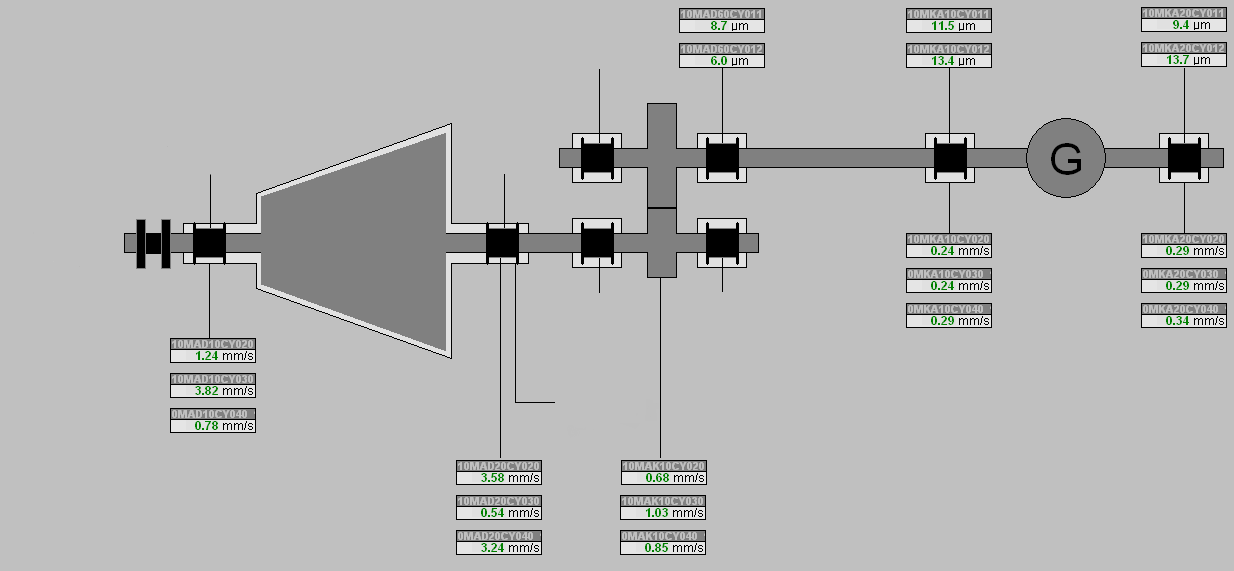 10MAD60CY011
8.7 µm
10MKA10CY011
11.5 µm
10MKA20CY011
9.4 µm
10MAD60CY012
6.0 µm
10MKA10CY012
13.4 µm
10MKA20CY012
13.7 µm
G
10MKA10CY020
0.24 mm/s
10MKA20CY020
0.29 mm/s
0MKA10CY030
0.24 mm/s
0MKA20CY030
0.29 mm/s
0MKA10CY040
0.29 mm/s
0MKA20CY040
0.34 mm/s
10MAD10CY020
1.24 mm/s
10MAD10CY030
3.82 mm/s
0MAD10CY040
0.78 mm/s
10MAD20CY020
3.58 mm/s
10MAK10CY020
0.68 mm/s
10MAD20CY030
0.54 mm/s
10MAK10CY030
1.03 mm/s
0MAD20CY040
3.24 mm/s
0MAK10CY040
0.85 mm/s